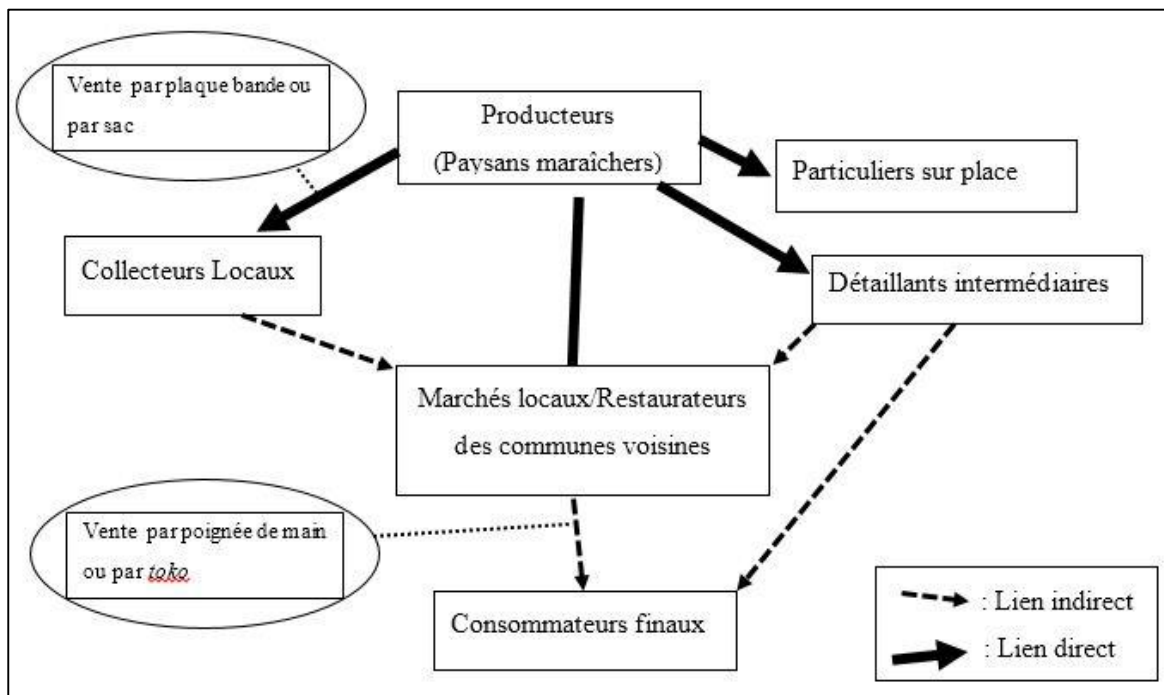 Vente par plaque bande ou
par sac
Producteurs
(Paysans maraîchers)
Particuliers sur place
Collecteurs Locaux
Détaillants intermédiaires
Marchés locaux/Restaurateurs
des communes voisines
Vente par poignée de main
ou par toko
Consommateurs finaux
: Lien indirect
: Lien direct